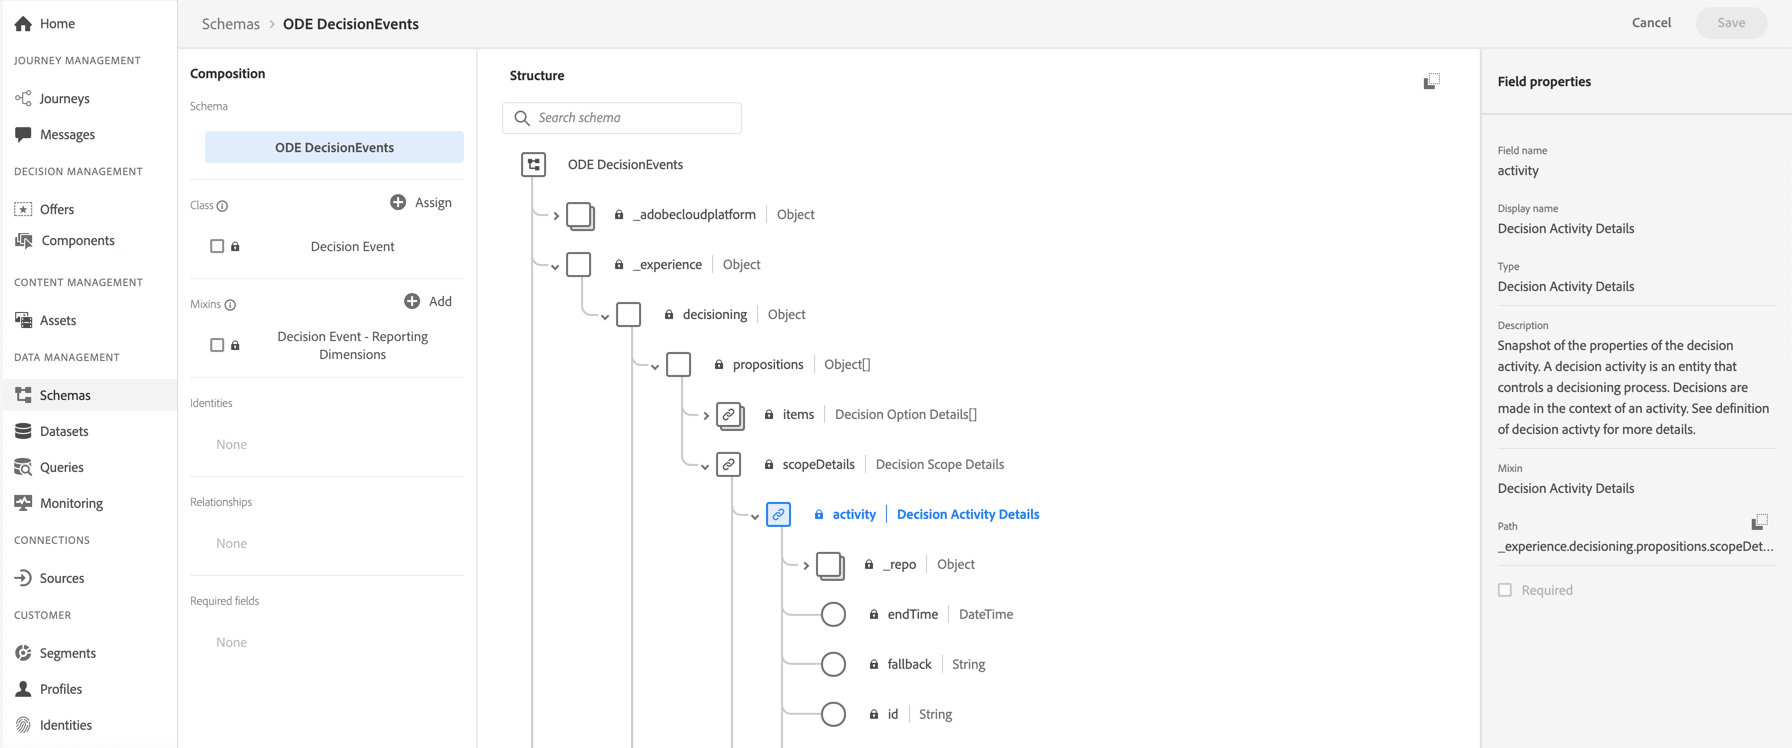 Home
JOURNEY MANAGEMENT
Journeys
Messages
DECISION MANAGEMENT
Offers
Components
CONTENT MANAGEMENT
Assets
DATA MANAGEMENT
Schemas
Datasets
Queries
Monitoring
CONNECTIONS
Sources
CUSTOMER
Segments
Profiles
Identities
Schemas > ODE DecisionEvents
Cancel
Save
Composition
Schema
ODE DecisionEvents
Class
Assign
Decision Event
Mixins
Add
Decision Event - Reporting
Dimensions
Identities
None
Relationships
None
Required fields
None
Structure
Search schema
ODE DecisionEvents
_adobecloudplatform | Object
_experience | Object
decisioning | Object
propositions | Object[]
items | Decision Option Details[]
scopeDetails | Decision Scope Details
activity | Decision Activity Details
_repo | Object
endTime | DateTime
fallback | String
id | String
Field properties
Field name
activity
Display name
Decision Activity Details
Type
Decision Activity Details
Description
Snapshot of the properties of the decision
activity. A decision activity is an entity that
controls a decisioning process. Decisions are
made in the context of an activity. See definition
of decision activty for more details.
Mixin
Decision Activity Details
Path
_experience.decisioning.propositions.scopeDet...
Required